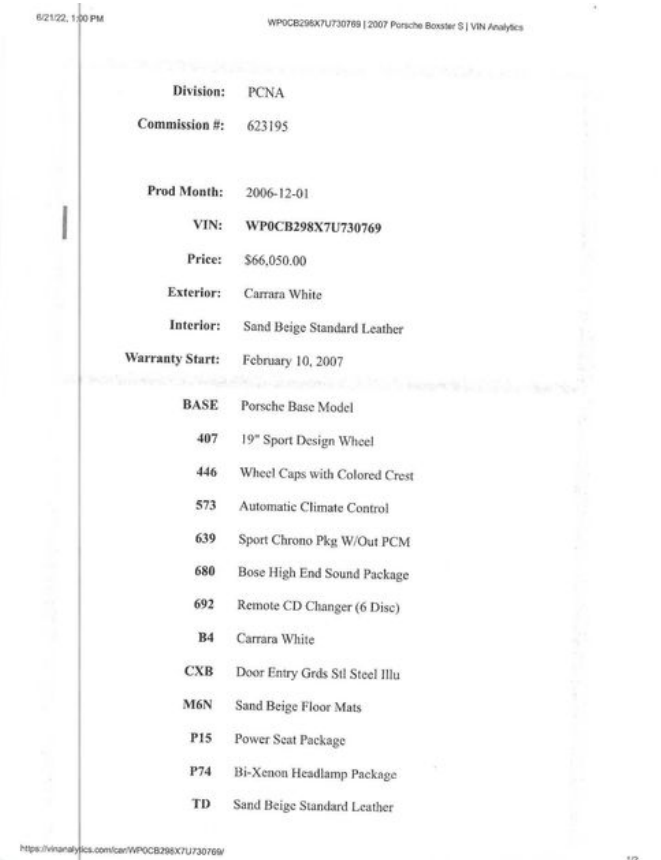 6/21/22, 1:00 PM
WP0CB298X7U730769 | 2007 Porsche Boxster S | VIN Analytics
Division: PCNA
Commission #: 623195
Prod Month: 2006-12-01
VIN: WP0CB298X7U730769
Price: $66,050.00
Exterior: Carrara White
Interior: Sand Beige Standard Leather
Warranty Start: February 10, 2007
BASE Porsche Base Model
407 19" Sport Design Wheel
446 Wheel Caps with Colored Crest
573 Automatic Climate Control
639 Sport Chrono Pkg W/Out PCM
680 Bose High End Sound Package
692 Remote CD Changer (6 Disc)
B4 Carrara White
CXB Door Entry Grds Stl Steel Illu
M6N Sand Beige Floor Mats
P15 Power Seat Package
P74 Bi-Xenon Headlamp Package
TD Sand Beige Standard Leather
https://vinanalytics.com/car/WP0CB298X7U730769/